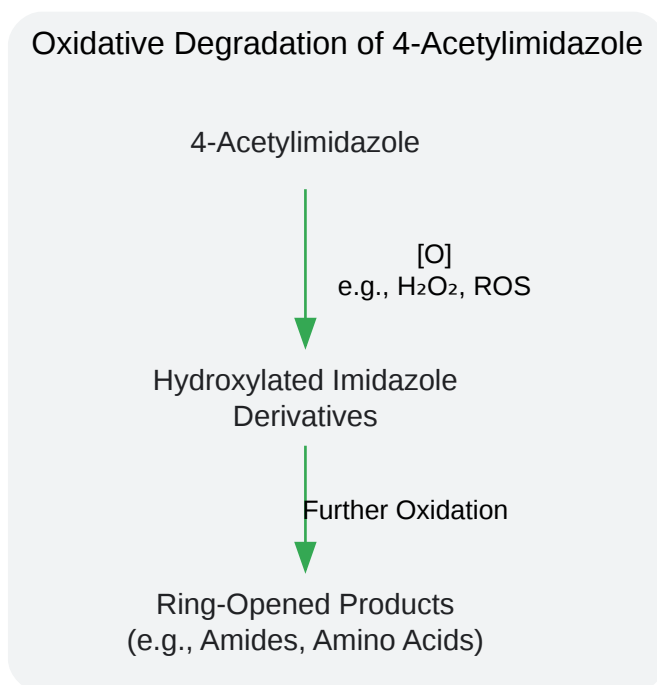 Oxidative Degradation of 4-Acetylimidazole
4-Acetylimidazole
[O]
e.g., H₂O₂, ROS
Hydroxylated Imidazole
Derivatives
Further Oxidation
Ring-Opened Products
(e.g., Amides, Amino Acids)